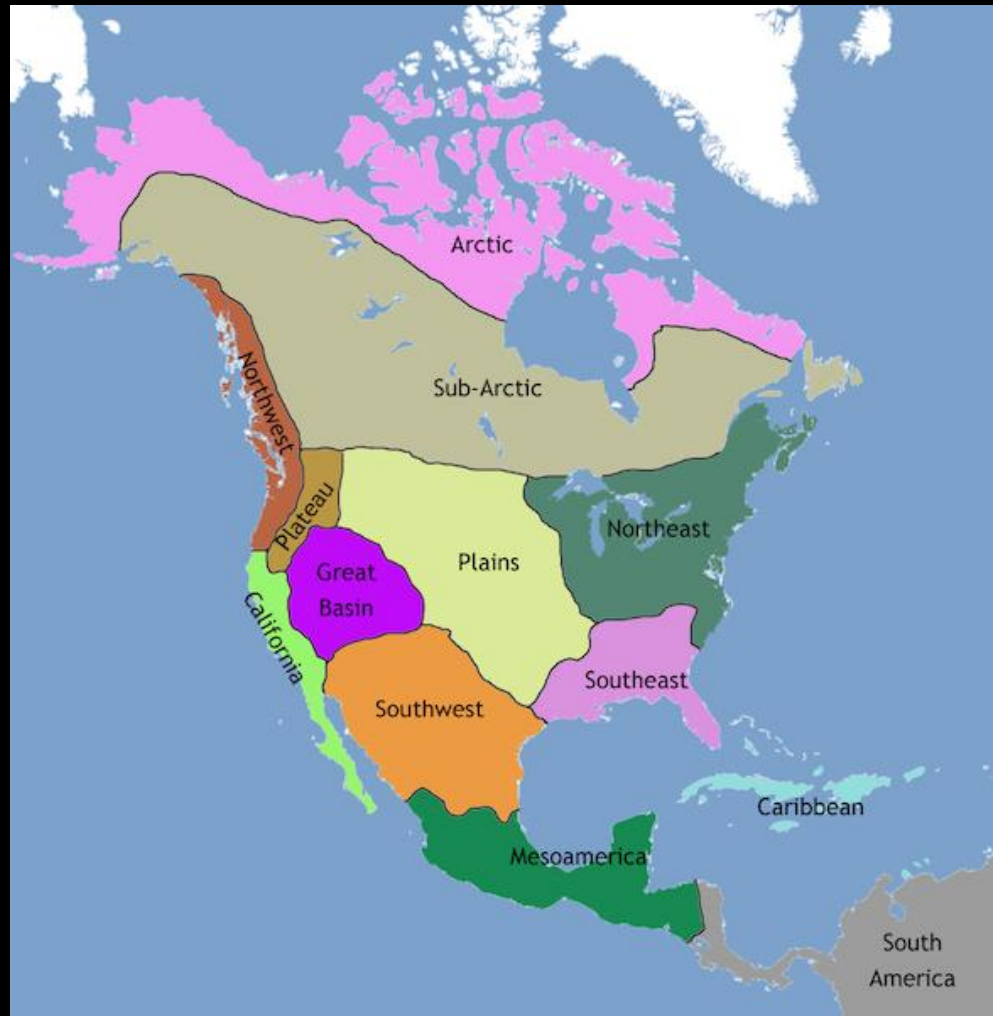 Arctic
Sub-Arctic
Northwest
Plateau
Northeast
Plains
Great
Basin
California
Southeast
Southwest
Caribbean
Mesoamerica
South
America